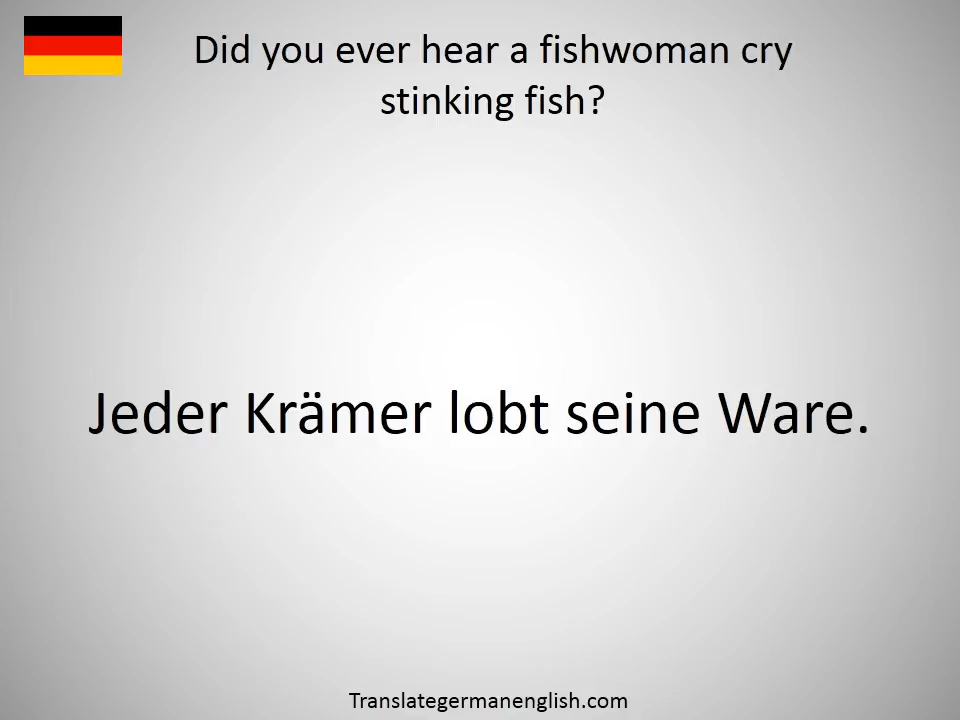 Did you ever hear a fishwoman cry
stinking fish?
Jeder Krämer lobt seine Ware.
Translategermanenglish.com